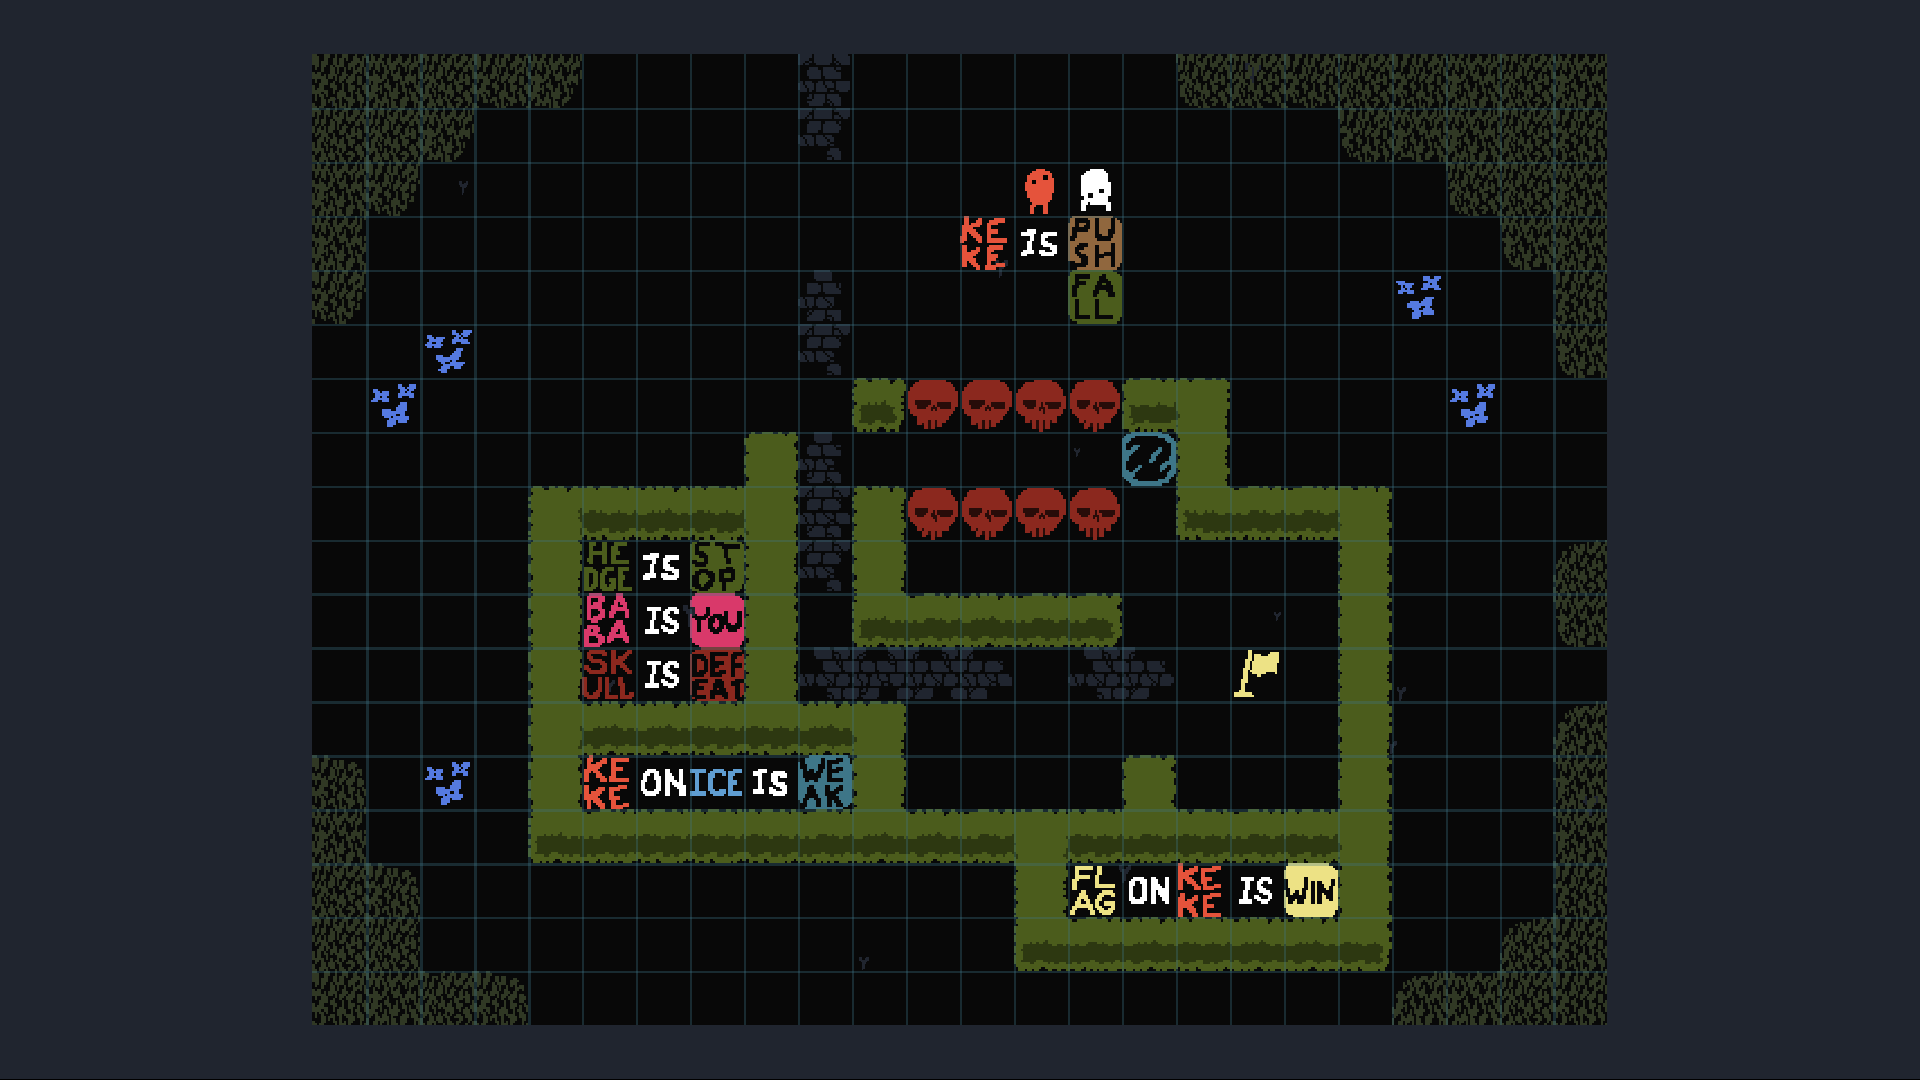 KEKE IS PUSH
FALL
HEDGE IS STOP
BABA IS YOU
SKULL IS DEFEAT
KEKE ON ICE IS WEAK
FLAG ON KEKE IS WIN